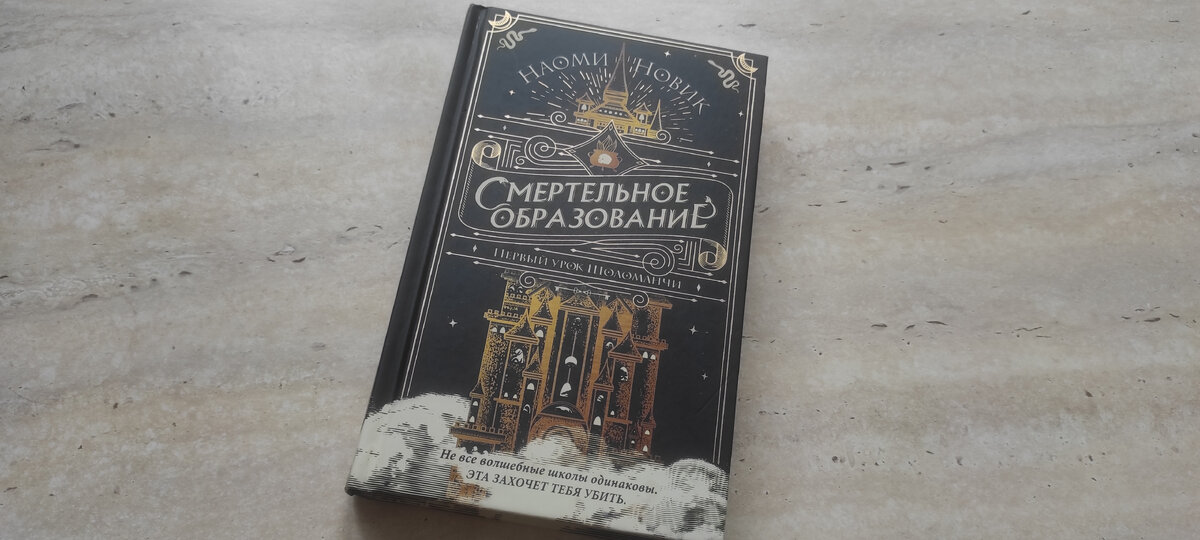 Наоми Новик
Смертельное
образование
Первый урок Шоломанчи
Не все волшебные школы одинаковы.
ЭТА ЗАХОЧЕТ ТЕБЯ УБИТЬ.